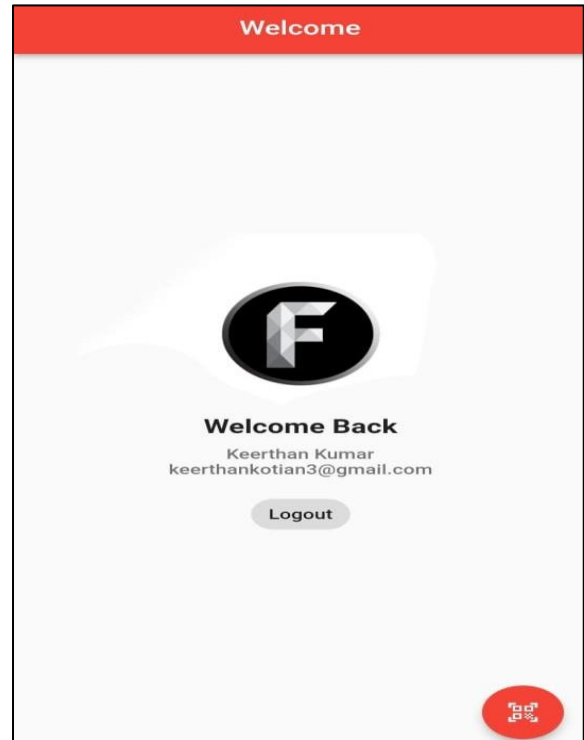 Welcome
F
Welcome Back
Keerthan Kumar
keerthankotian3@gmail.com
Logout